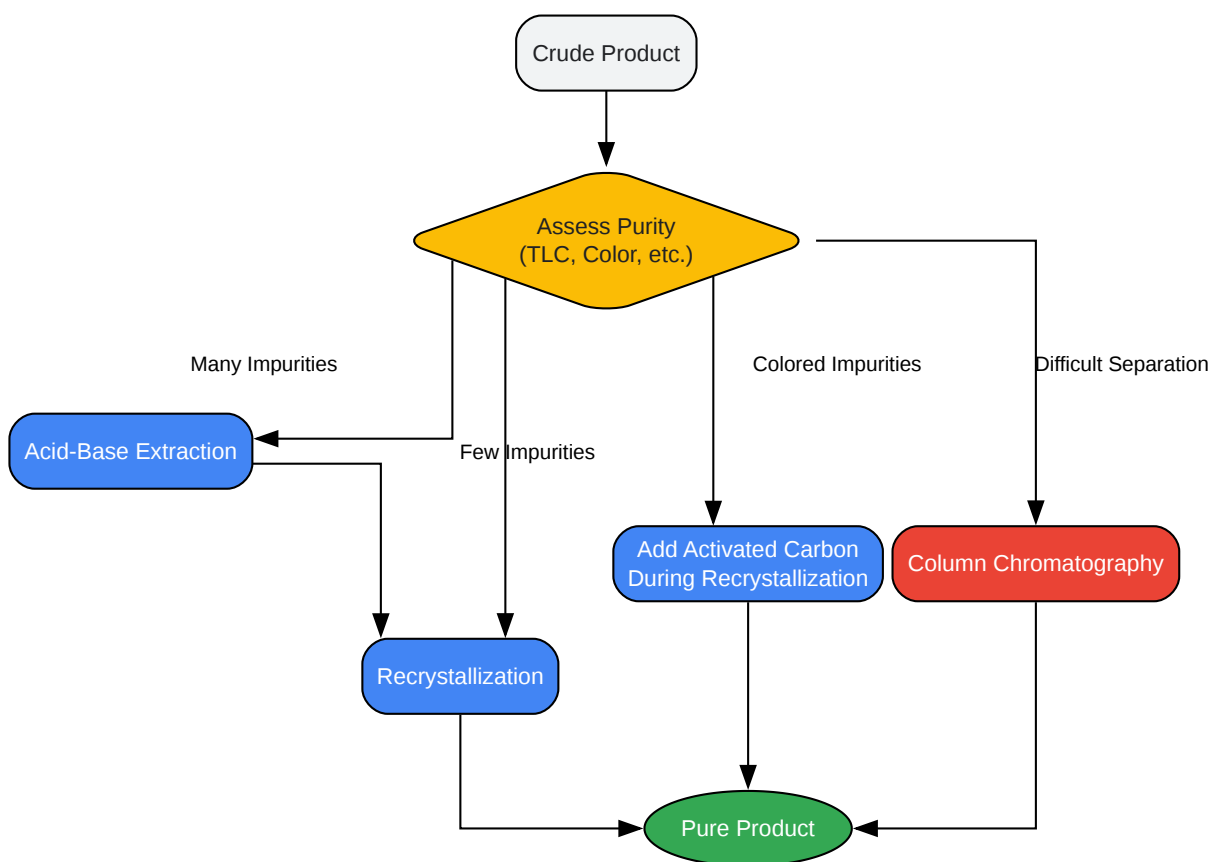 Crude Product
Assess Purity
(TLC, Color, etc.)
Many Impurities
Colored Impurities
Difficult Separation
Acid-Base Extraction
Few Impurities
Add Activated Carbon
During Recrystallization
Column Chromatography
Recrystallization
Pure Product